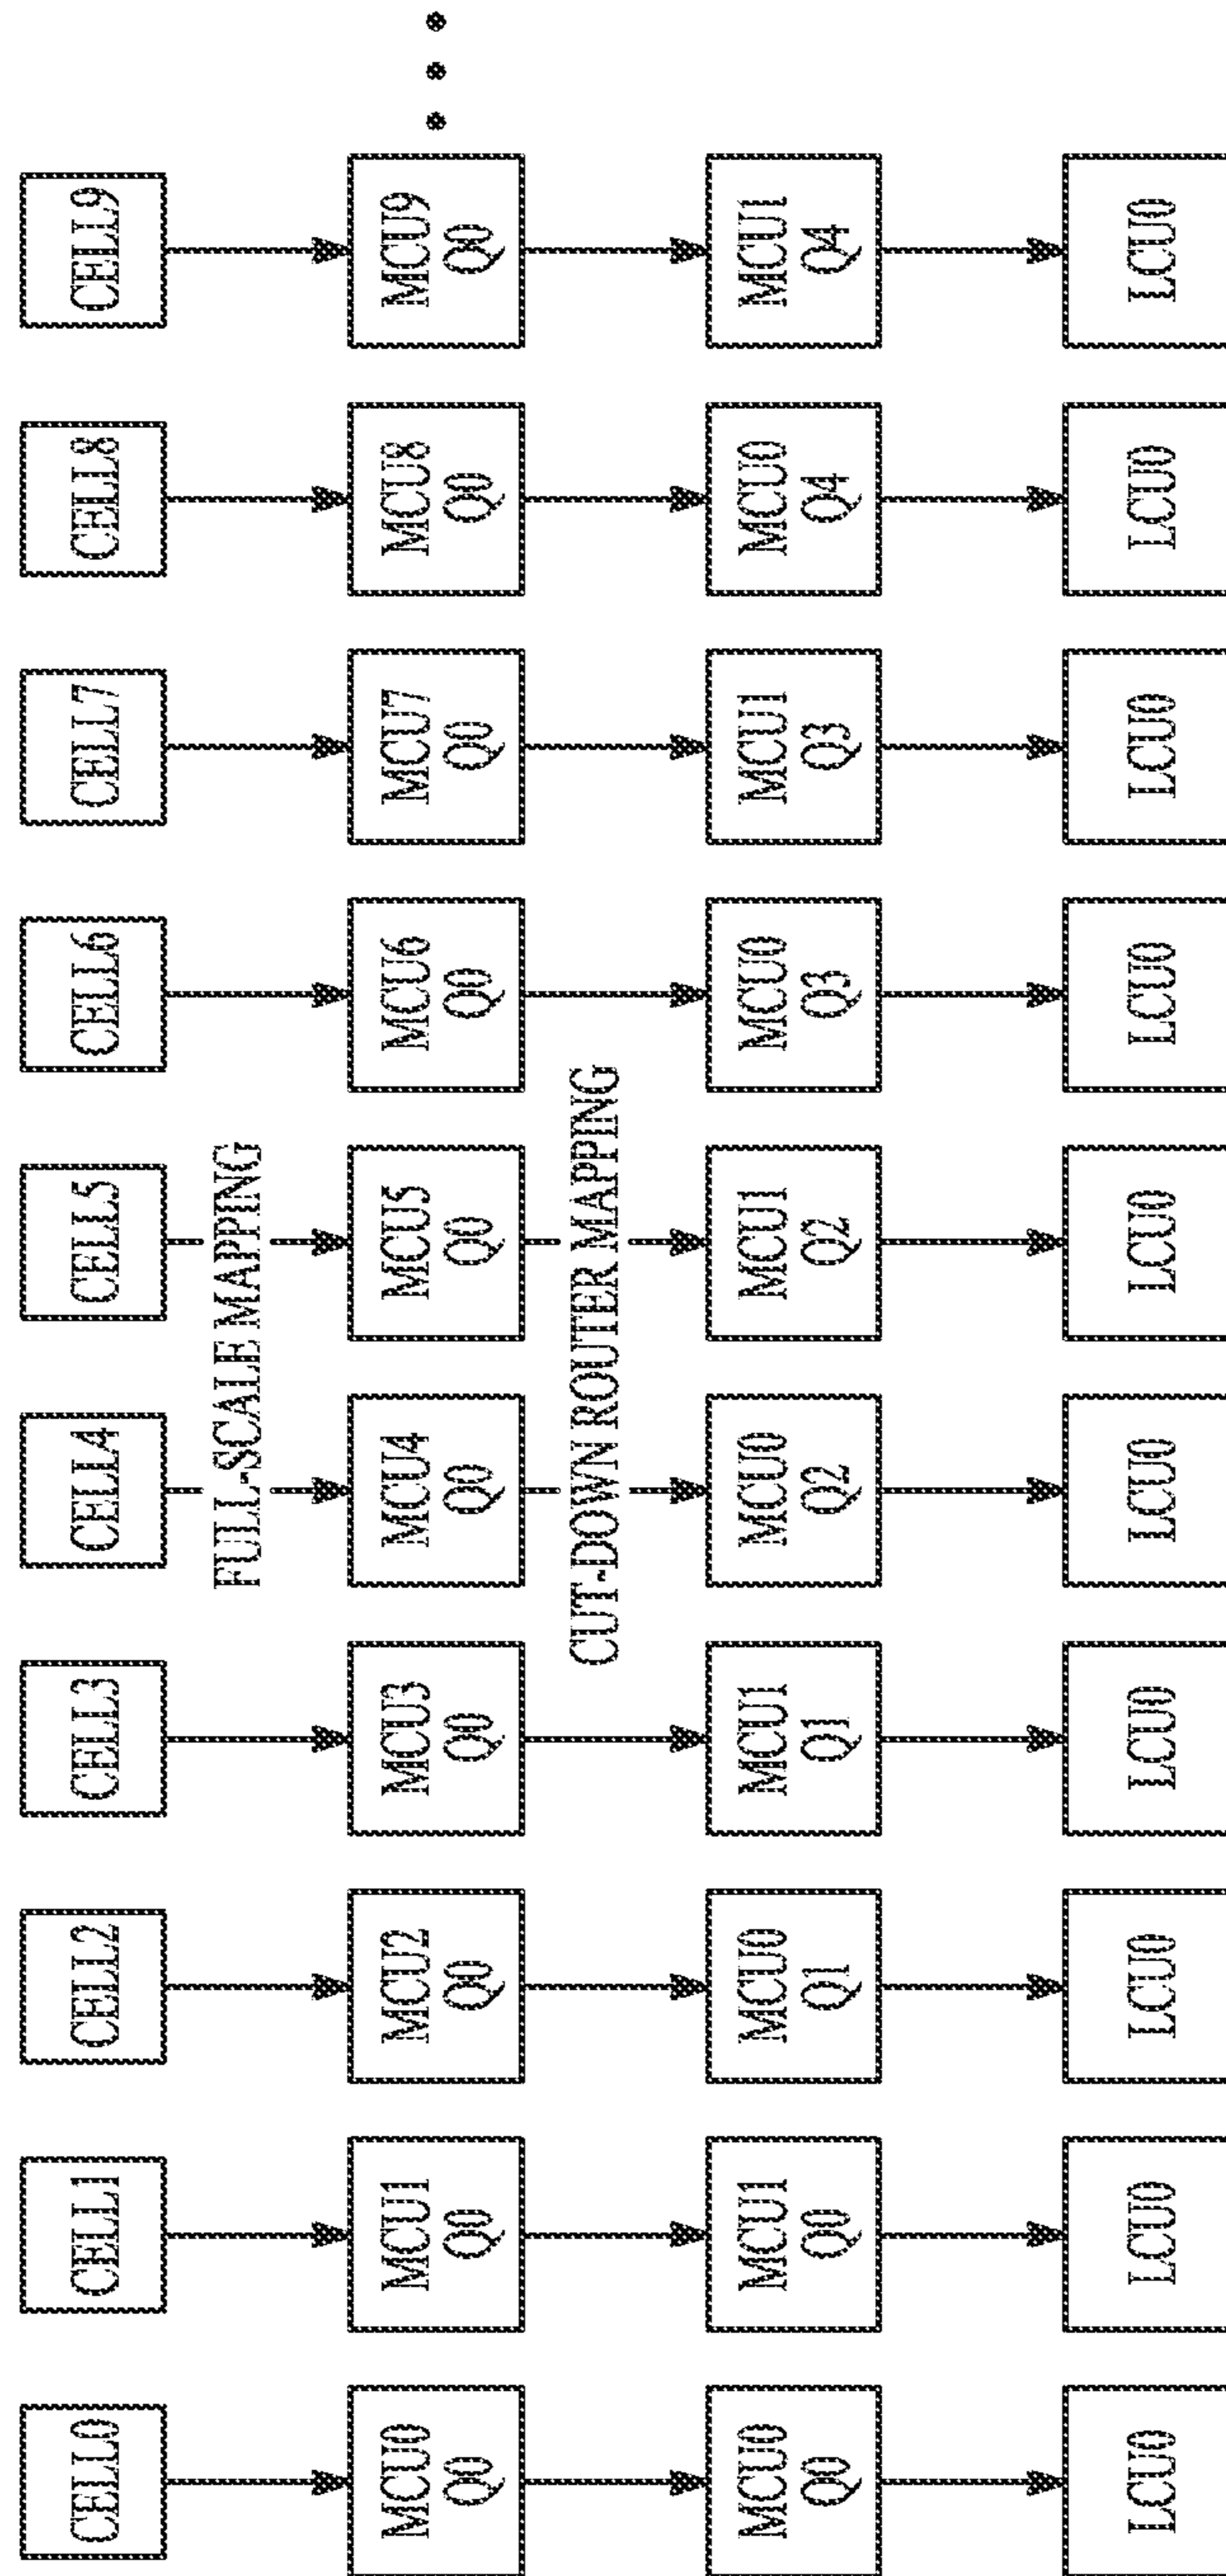 CELL0
CELL1
CELL2
CELL3
CELL4
CELL5
CELL6
CELL7
CELL8
CELL9
FULL-SCALE MAPPING
MCU0
Q0
MCU1
Q0
MCU2
Q0
MCU3
Q0
MCU4
Q0
MCU5
Q0
MCU6
Q0
MCU7
Q0
MCU8
Q0
MCU9
Q0
CUT-DOWN ROUTER MAPPING
MCU0
Q0
MCU1
Q0
MCU0
Q1
MCU1
Q1
MCU0
Q2
MCU1
Q2
MCU0
Q3
MCU1
Q3
MCU0
Q4
MCU1
Q4
LCU0
LCU0
LCU0
LCU0
LCU0
LCU0
LCU0
LCU0
LCU0
LCU0